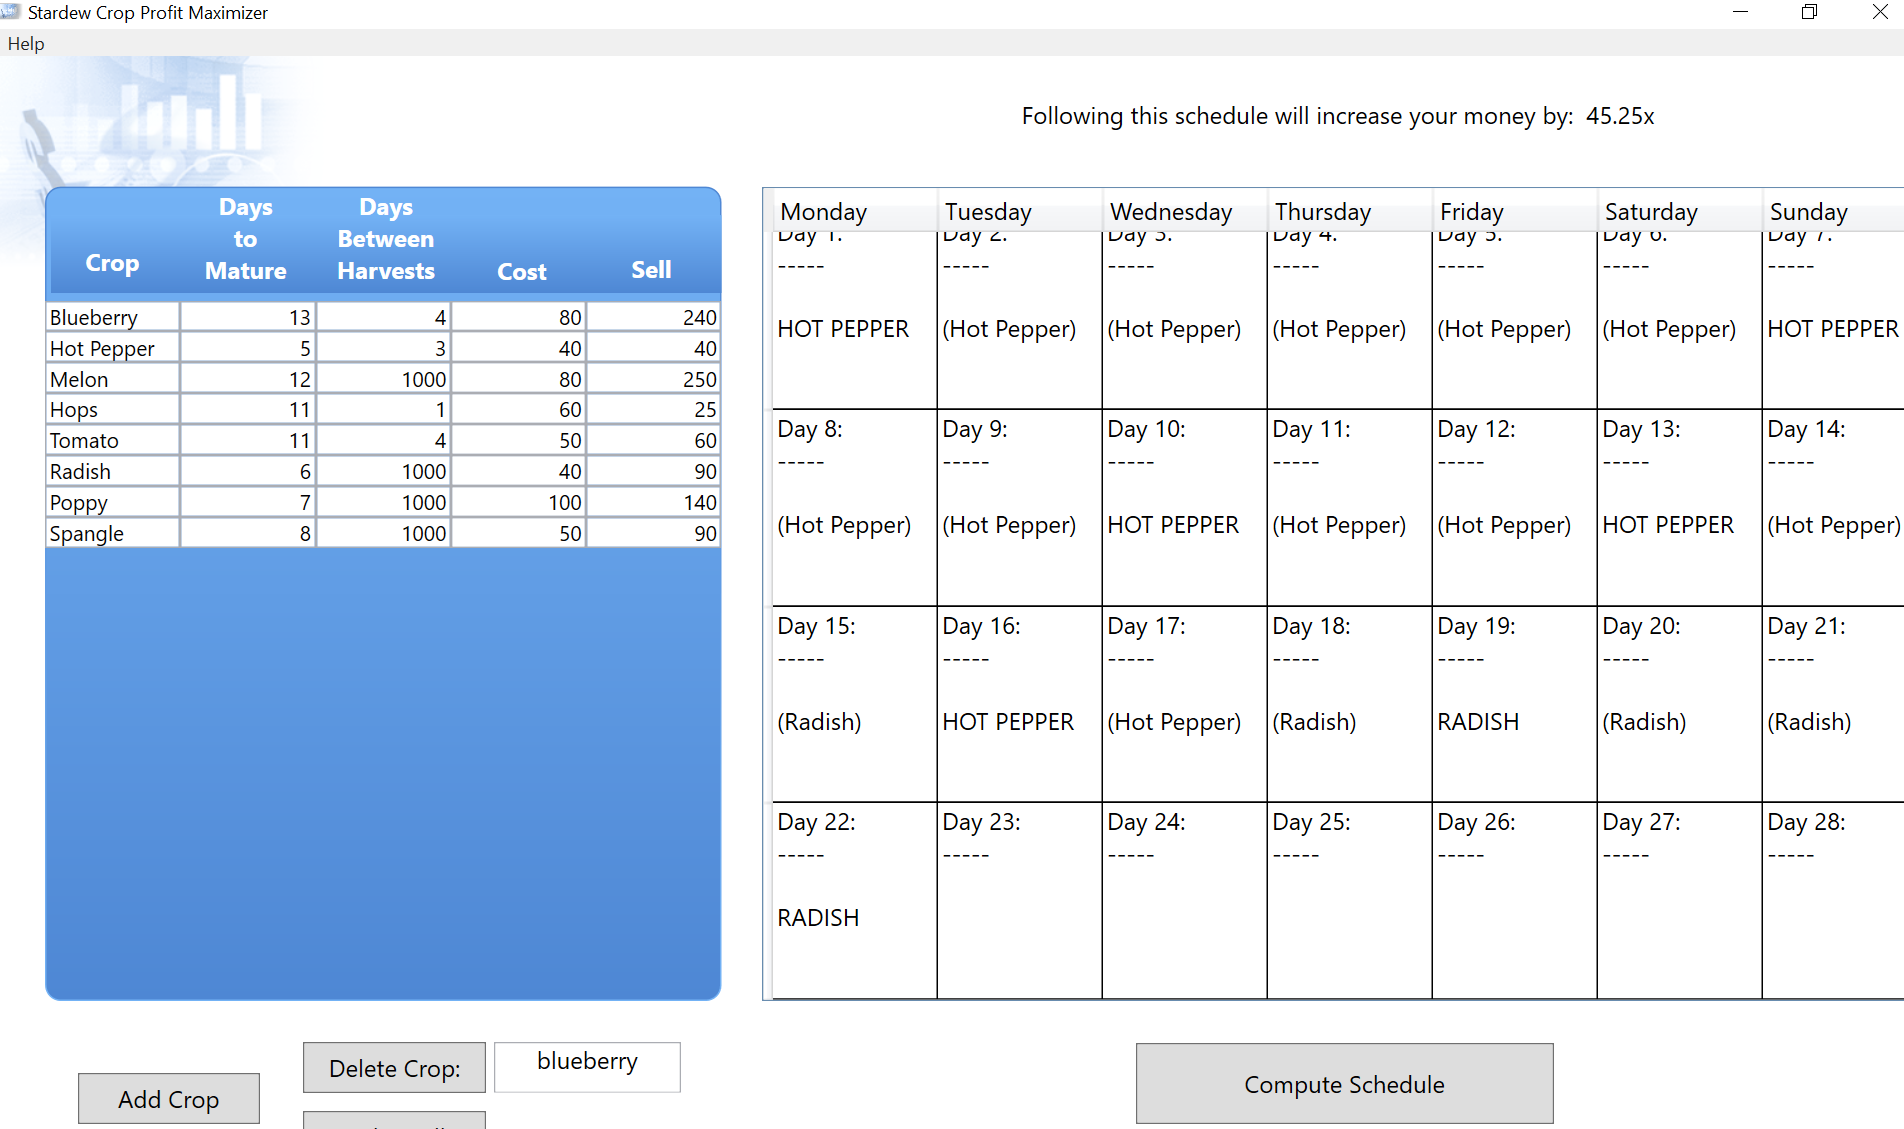 Stardew Crop Profit Maximizer
Help
Following this schedule will increase your money by: 45.25x
Crop Days to Mature Days Between Harvests Cost Sell
Blueberry 13 4 80 240
Hot Pepper 5 3 40 40
Melon 12 1000 80 250
Hops 11 1 60 25
Tomato 11 4 50 60
Radish 6 1000 40 90
Poppy 7 1000 100 140
Spangle 8 1000 50 90
Monday Tuesday Wednesday Thursday Friday Saturday Sunday
Day 1: Day 2: Day 3: Day 4: Day 5: Day 6: Day 7:
----- ----- ----- ----- ----- ----- -----
HOT PEPPER (Hot Pepper) (Hot Pepper) (Hot Pepper) (Hot Pepper) (Hot Pepper) HOT PEPPER
Day 8: Day 9: Day 10: Day 11: Day 12: Day 13: Day 14:
----- ----- ----- ----- ----- ----- -----
(Hot Pepper) (Hot Pepper) HOT PEPPER (Hot Pepper) (Hot Pepper) HOT PEPPER (Hot Pepper)
Day 15: Day 16: Day 17: Day 18: Day 19: Day 20: Day 21:
----- ----- ----- ----- ----- ----- -----
(Radish) HOT PEPPER (Hot Pepper) (Radish) RADISH (Radish) (Radish)
Day 22: Day 23: Day 24: Day 25: Day 26: Day 27: Day 28:
----- ----- ----- ----- ----- ----- -----
RADISH
Delete Crop: blueberry
Add Crop
Compute Schedule